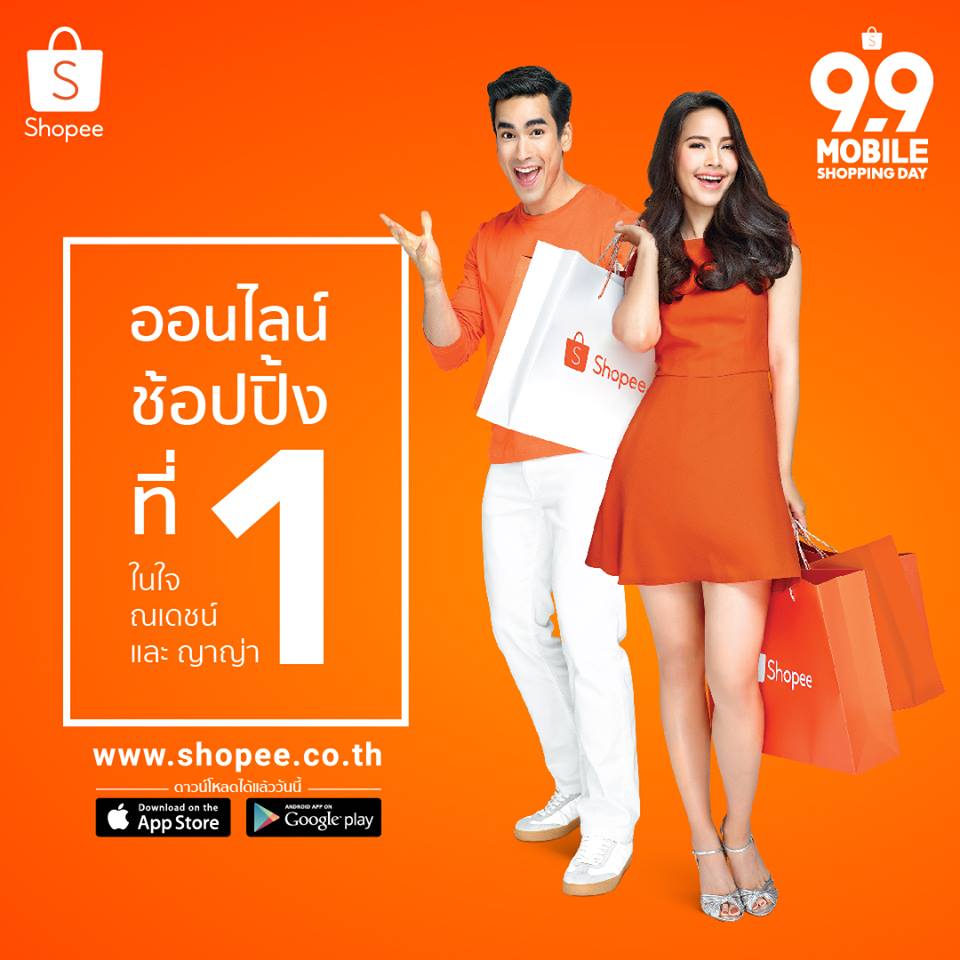 Shopee
9.9
MOBILE
SHOPPING DAY
ออนไลน์
ช้อปปิ้ง
ที่ 1
ในใจ
ณเดชน์
และ ญาญ่า
S Shopee
Shopee
www.shopee.co.th
ดาวน์โหลดได้แล้ววันนี้
Download on the
App Store
ANDROID APP ON
Google play